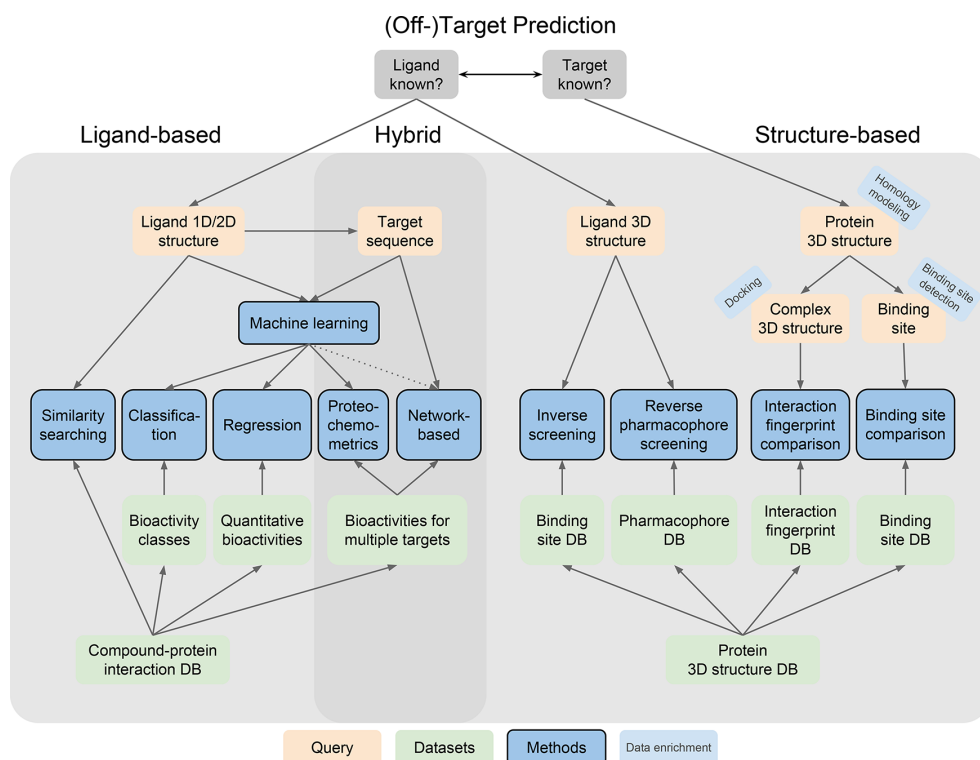 (Off-)Target Prediction
Ligand
known?
Target
known?
Ligand-based
Hybrid
Structure-based
Homology
modeling
Ligand 1D/2D
structure
Target
sequence
Ligand 3D
structure
Protein
3D structure
Docking
Binding site
detection
Machine learning
Complex
3D structure
Binding
site
Similarity
searching
Classifica-
tion
Regression
Proteo-
chemo-
metrics
Network-
based
Inverse
screening
Reverse
pharmacophore
screening
Interaction
fingerprint
comparison
Binding site
comparison
Bioactivity
classes
Quantitative
bioactivities
Bioactivities for
multiple targets
Binding
site DB
Pharmacophore
DB
Interaction
fingerprint
DB
Binding
site DB
Compound-protein
interaction DB
Protein
3D structure DB
Query
Datasets
Methods
Data enrichment